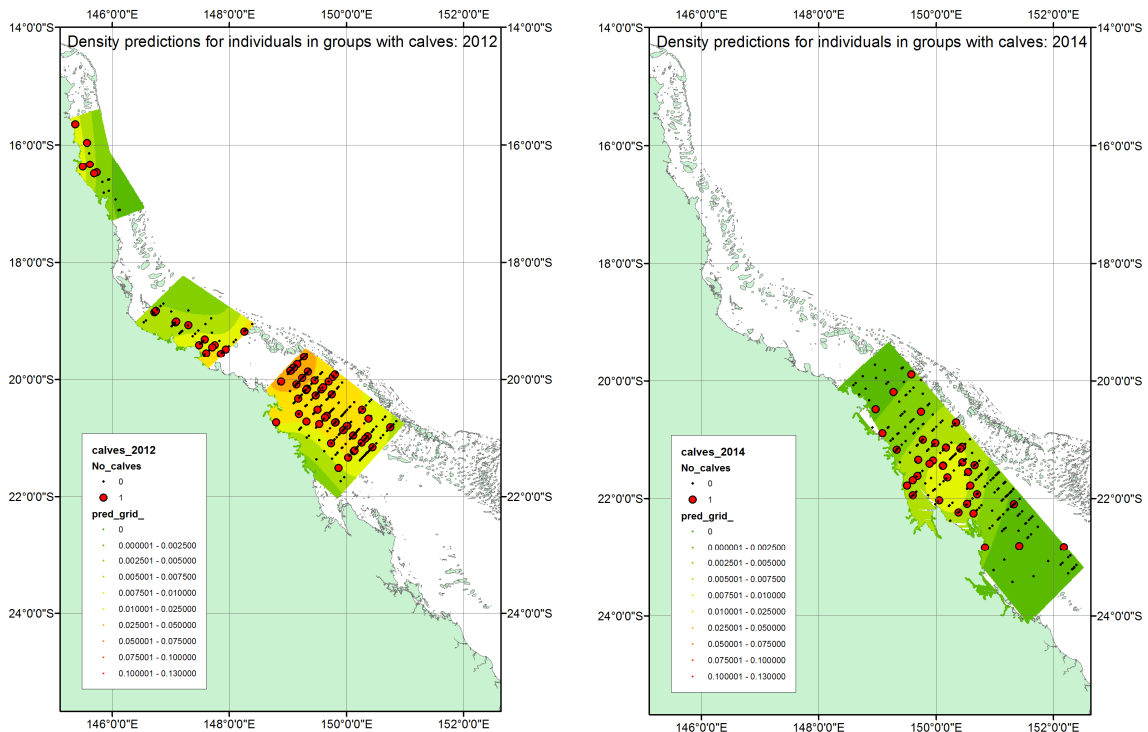 146°0'0"E 148°0'0"E 150°0'0"E 152°0'0"E
14°0'0"S 14°0'0"S
Density predictions for individuals in groups with calves: 2012
16°0'0"S 16°0'0"S
18°0'0"S 18°0'0"S
20°0'0"S 20°0'0"S
22°0'0"S 22°0'0"S
24°0'0"S 24°0'0"S
calves_2012
No_calves
0
1
pred_grid_
0
0.000001 - 0.002500
0.002501 - 0.005000
0.005001 - 0.007500
0.007501 - 0.010000
0.010001 - 0.025000
0.025001 - 0.050000
0.050001 - 0.075000
0.075001 - 0.100000
0.100001 - 0.130000
146°0'0"E 148°0'0"E 150°0'0"E 152°0'0"E
146°0'0"E 148°0'0"E 150°0'0"E 152°0'0"E
14°0'0"S 14°0'0"S
Density predictions for individuals in groups with calves: 2014
16°0'0"S 16°0'0"S
18°0'0"S 18°0'0"S
20°0'0"S 20°0'0"S
22°0'0"S 22°0'0"S
24°0'0"S 24°0'0"S
calves_2014
No_calves
0
1
pred_grid_
0
0.000001 - 0.002500
0.002501 - 0.005000
0.005001 - 0.007500
0.007501 - 0.010000
0.010001 - 0.025000
0.025001 - 0.050000
0.050001 - 0.075000
0.075001 - 0.100000
0.100001 - 0.130000
146°0'0"E 148°0'0"E 150°0'0"E 152°0'0"E